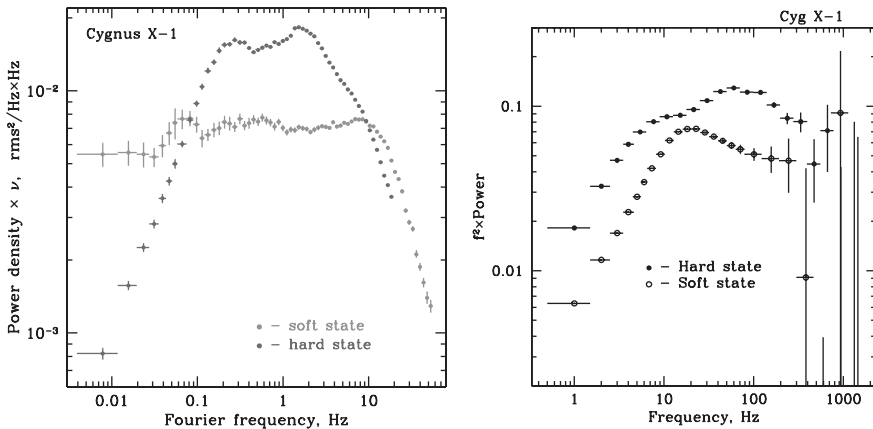 Cygnus X-1
Power density × ν, rms²/Hz×Hz
10⁻²
10⁻³
− soft state
− hard state
0.01 0.1 1 10
Fourier frequency, Hz
Cyg X-1
f²×Power
0.1
0.01
− Hard state
− Soft state
1 10 100 1000
Frequency, Hz